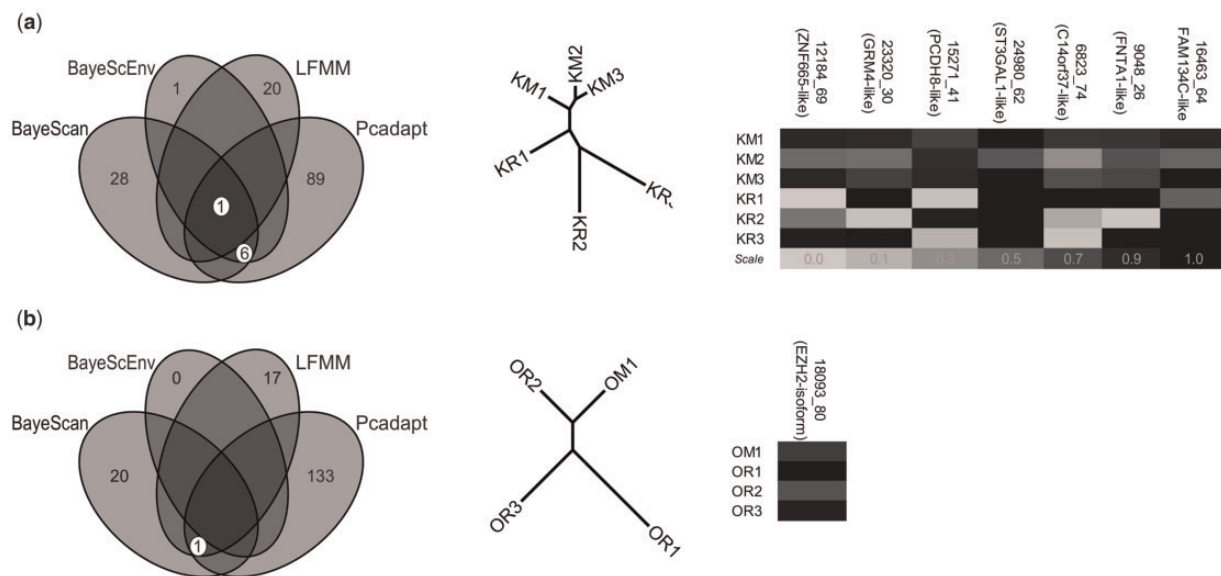 (a)
BayeScEnv
LFMM
BayeScan
Pcadapt
1
20
28
89
1
6
KM1
KM2
KM3
KR1
KR2
12184_69
(ZNF665-like)
23320_30
(GRM4-like)
15271_41
(PCDH8-like)
24980_62
(ST3GAL1-like)
6823_74
(C14orf37-like)
9048_26
(FNTA1-like)
16463_64
FAM134C-like
KM1
KM2
KM3
KR1
KR2
KR3
Scale 0.0 0.1 0.5 0.7 0.9 1.0
(b)
BayeScEnv
LFMM
BayeScan
Pcadapt
0
17
20
133
1
OR2
OM1
OR3
OR1
18093_80
(EZH2-isoform)
OM1
OR1
OR2
OR3